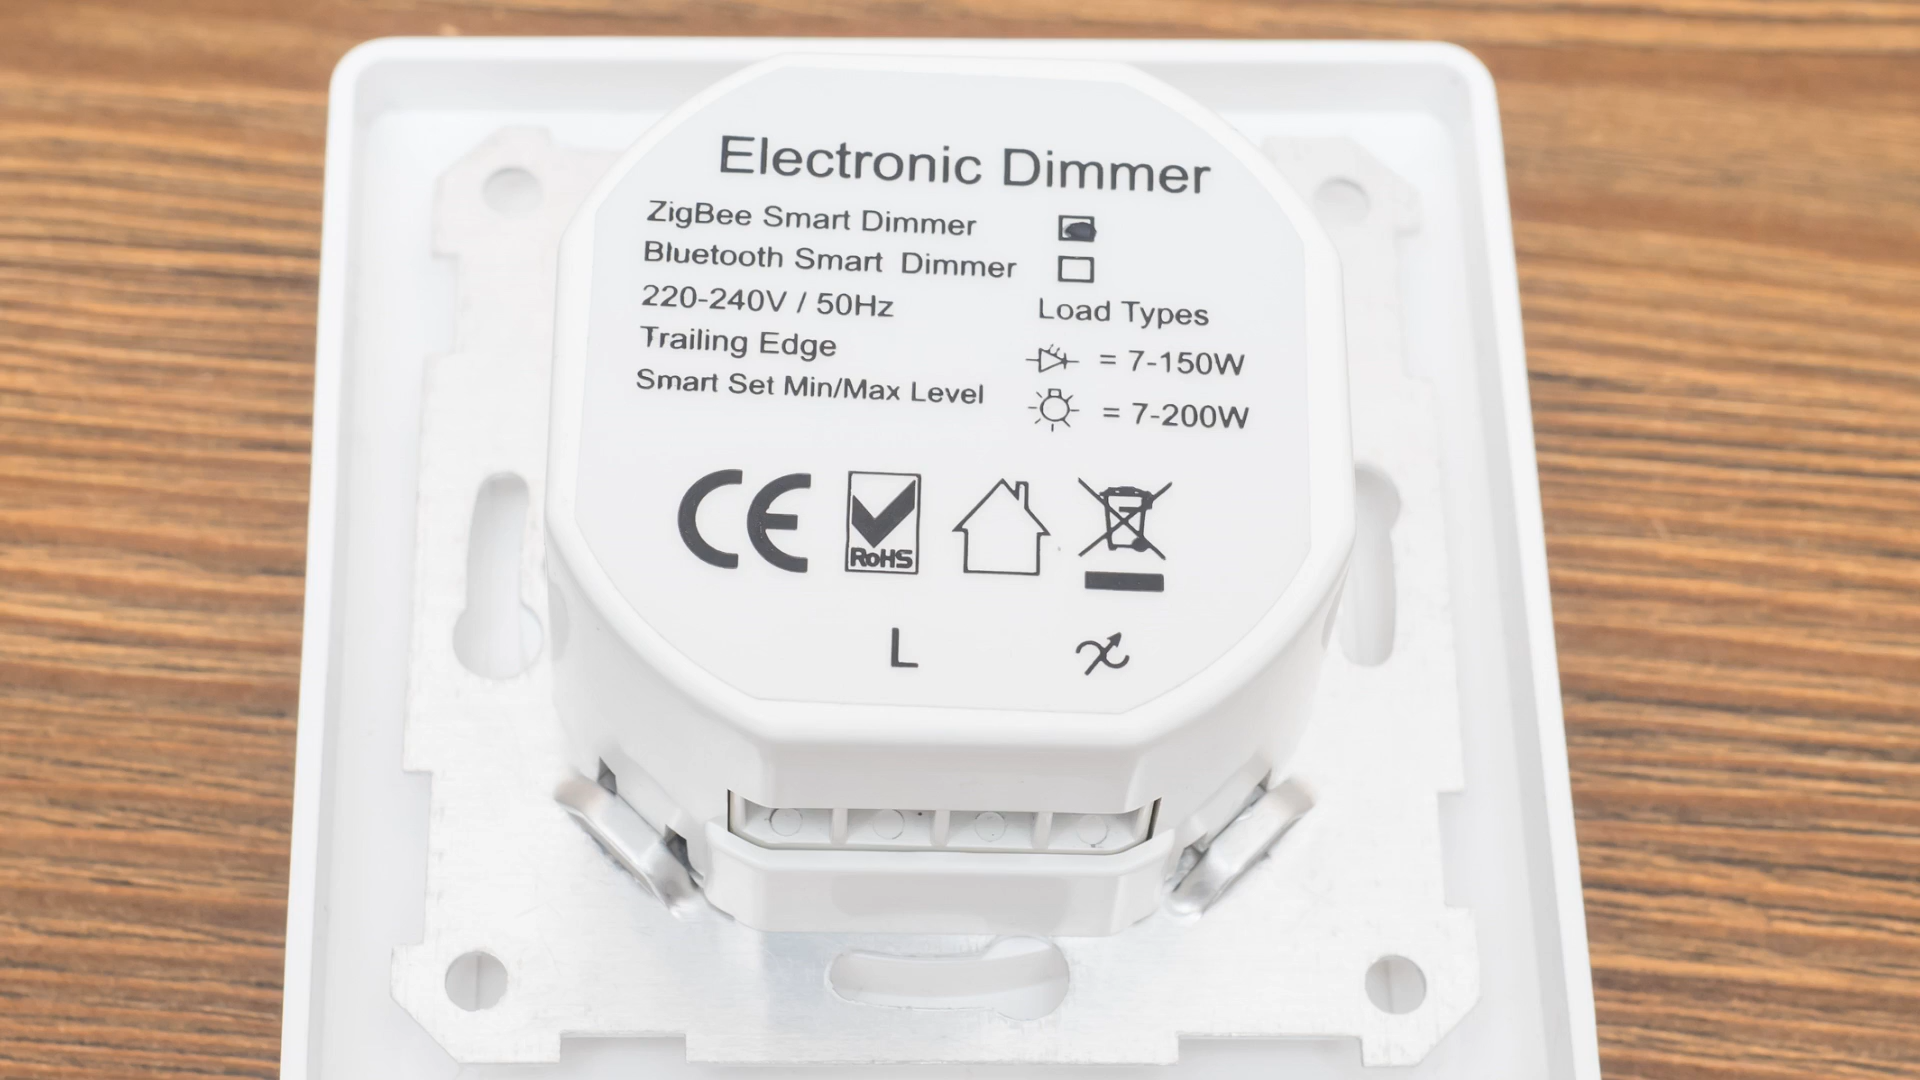 Electronic Dimmer
ZigBee Smart Dimmer
Bluetooth Smart Dimmer
220-240V / 50Hz
Trailing Edge
Smart Set Min/Max Level
Load Types
= 7-150W
= 7-200W
CE
RoHS
L